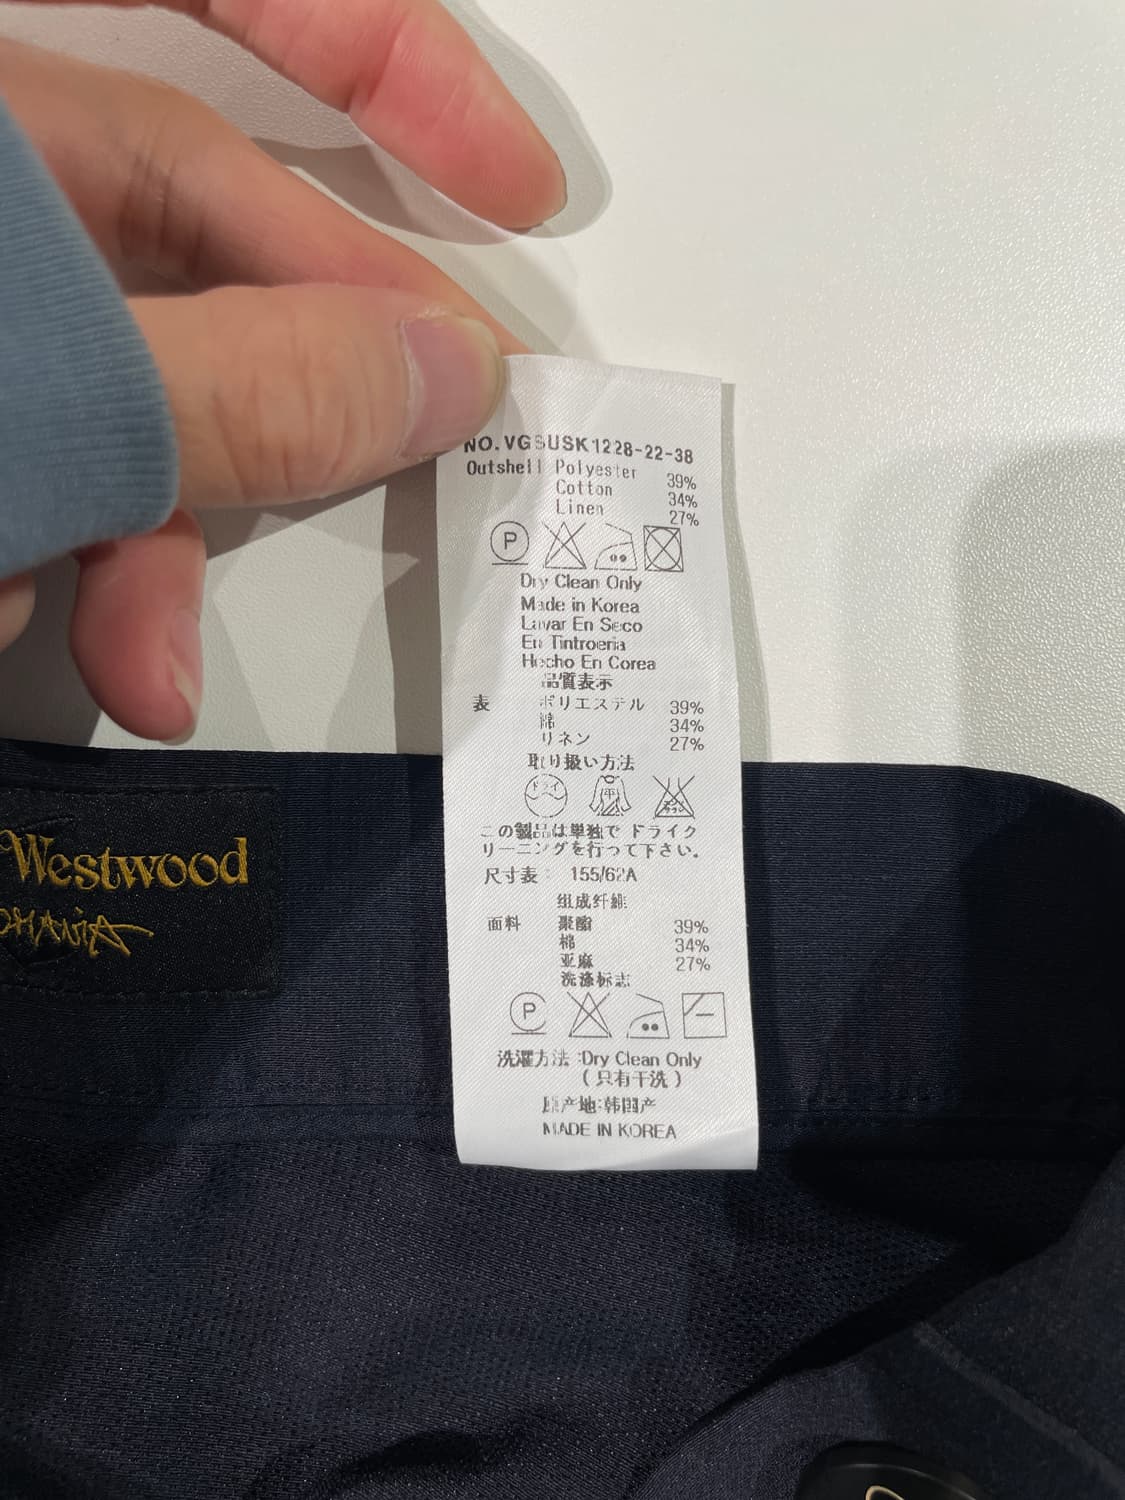 NO.VGSUSK1228-22-38
Outshell Polyester 39%
Cotton 34%
Linen 27%
P
Dry Clean Only
Made in Korea
Lavar En Seco
En Tintroeria
Hecho En Corea
品質表示
表 ポリエステル 39%
綿 34%
リネン 27%
取り扱い方法
ドライ 平
この製品は単独で ドライク
リーニングを行って下さい。
尺寸表: 155/62A
组成纤维
面料 聚酯 39%
棉 34%
亚麻 27%
洗涤标志
P
洗濯方法:Dry Clean Only
(只有干洗)
原产地:韩国产
MADE IN KOREA
Westwood
OMANIA